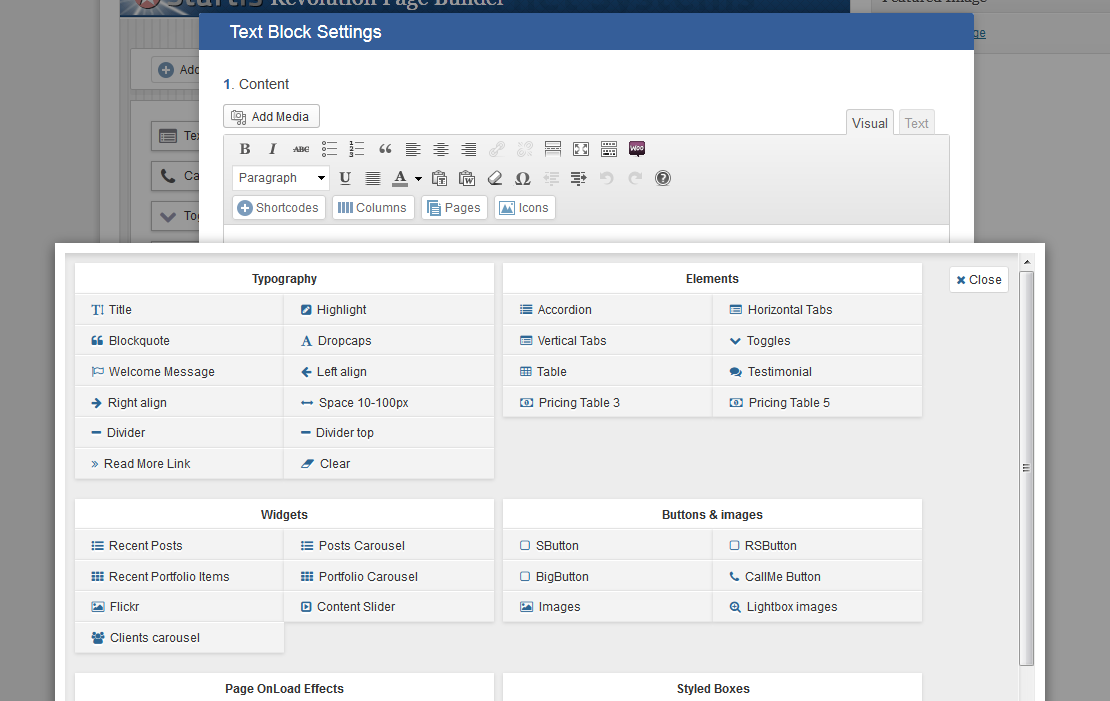 Startis Revolution Page Builder
Featured Image
Text Block Settings
1. Content
Add Media
Visual
Text
B I ABC
WOO
Paragraph
U A
Shortcodes
Columns
Pages
Icons
Close
Typography
Title
Highlight
Blockquote
Dropcaps
Welcome Message
Left align
Right align
Space 10-100px
Divider
Divider top
Read More Link
Clear
Elements
Accordion
Horizontal Tabs
Vertical Tabs
Toggles
Table
Testimonial
Pricing Table 3
Pricing Table 5
Widgets
Recent Posts
Posts Carousel
Recent Portfolio Items
Portfolio Carousel
Flickr
Content Slider
Clients carousel
Buttons & images
SButton
RSButton
BigButton
CallMe Button
Images
Lightbox images
Page OnLoad Effects
Styled Boxes